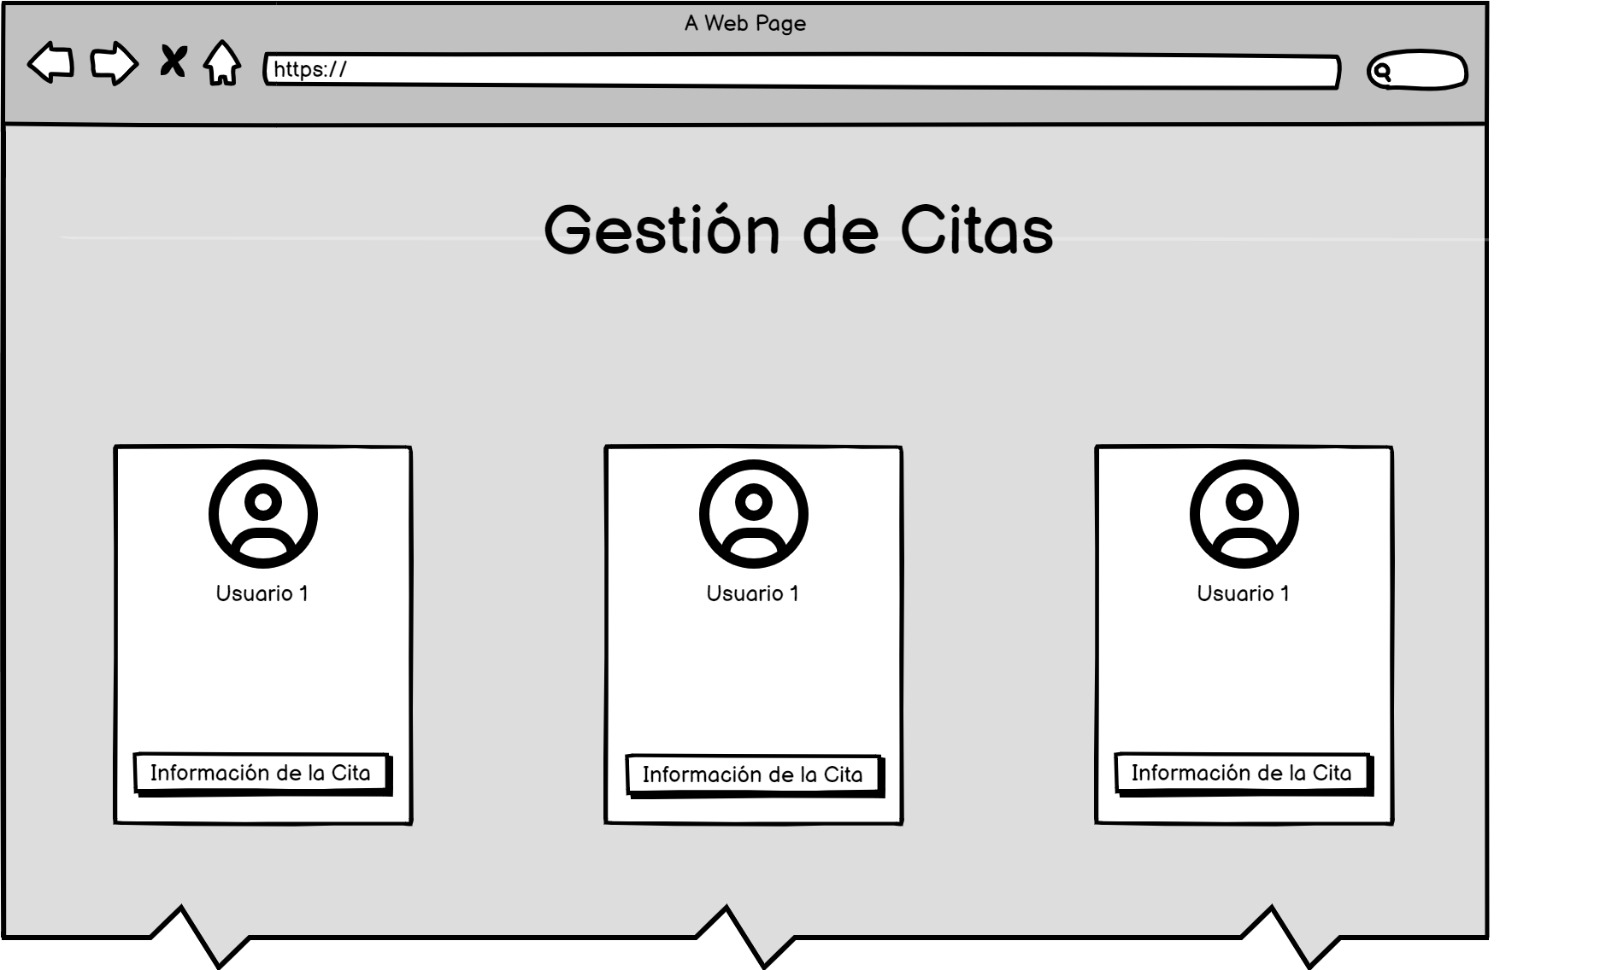 A Web Page
https://
Gestión de Citas
Usuario 1
Usuario 1
Usuario 1
Información de la Cita
Información de la Cita
Información de la Cita